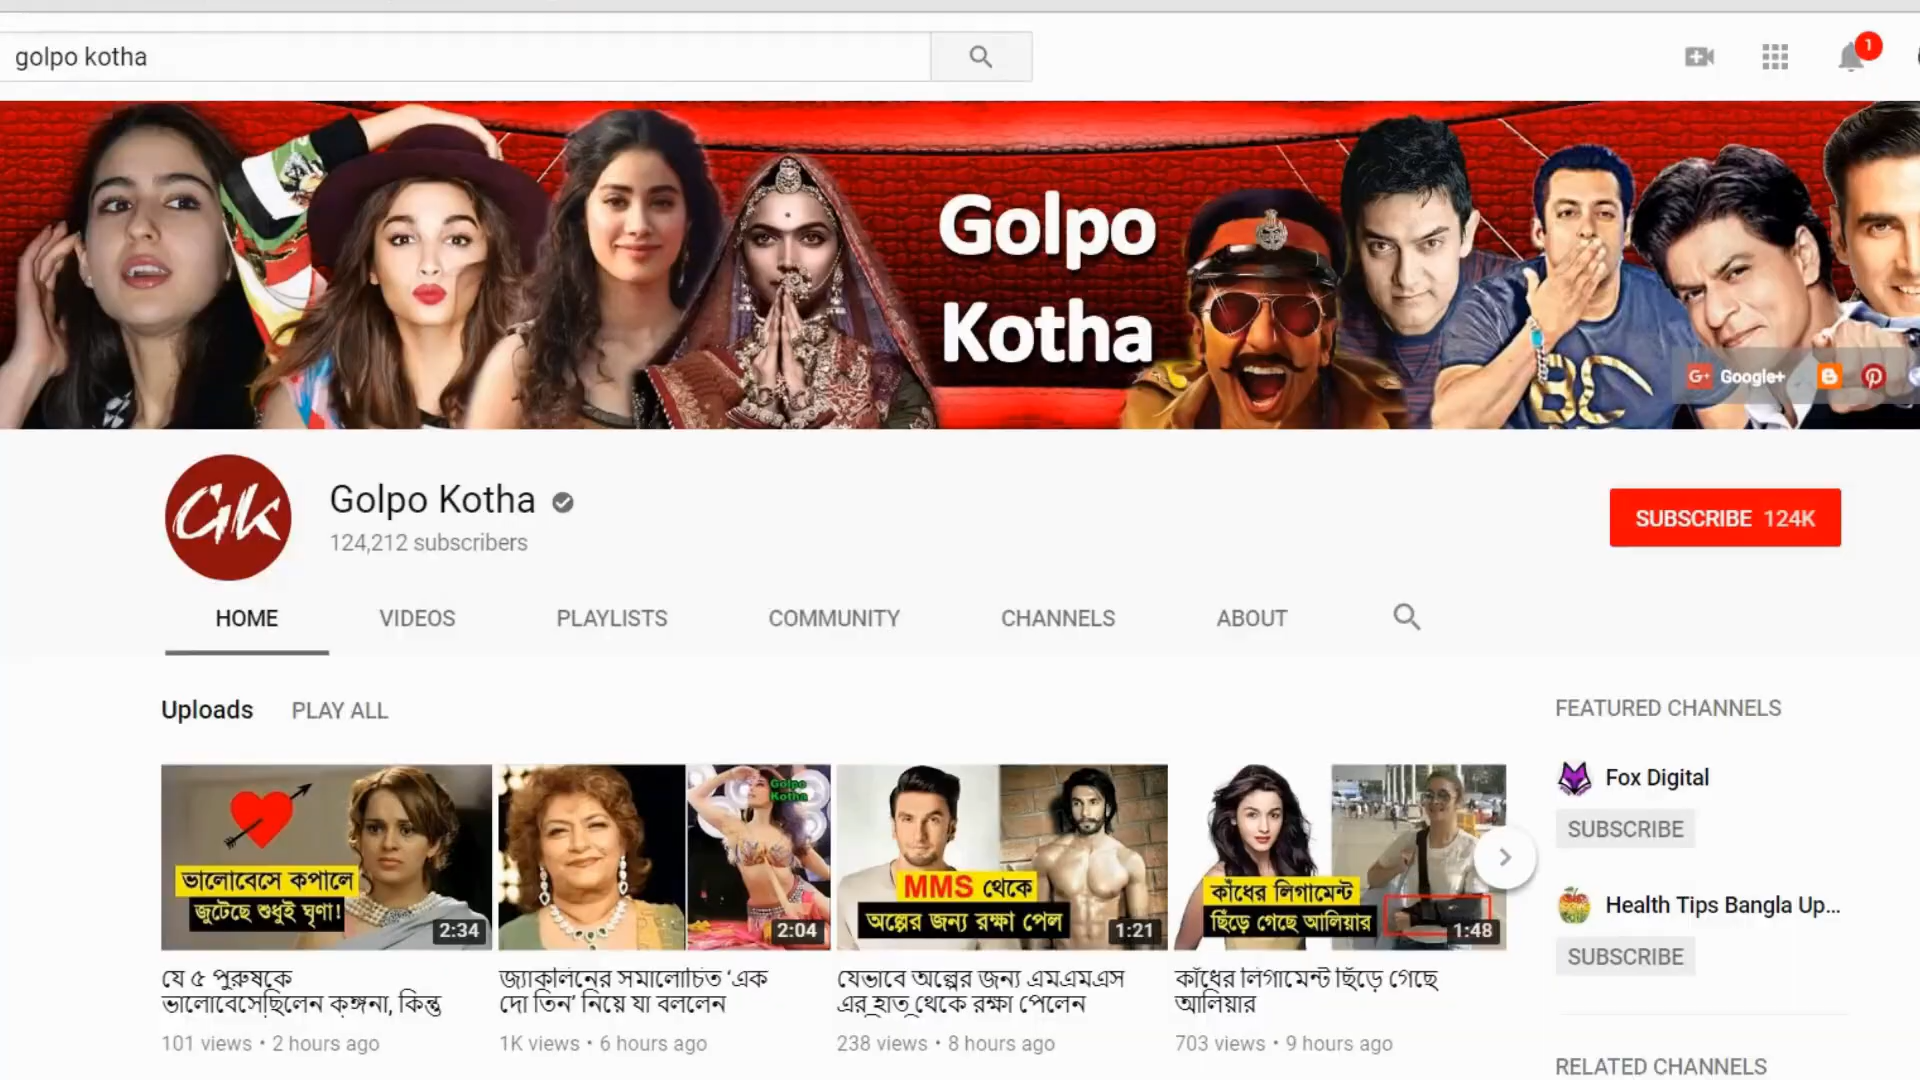 golpo kotha
1
Golpo
Kotha
G+ Google+
GK
Golpo Kotha
124,212 subscribers
SUBSCRIBE 124K
HOME VIDEOS PLAYLISTS COMMUNITY CHANNELS ABOUT
Uploads PLAY ALL
FEATURED CHANNELS
Fox Digital
SUBSCRIBE
Health Tips Bangla Up...
SUBSCRIBE
RELATED CHANNELS
ভালোবেসে কপালে
জুটেছে শুধুই ঘৃণা!
2:34
যে ৫ পুরুষকে
ভালোবেসেছিলেন কঙ্গনা, কিন্তু
101 views • 2 hours ago
Golpo
Kotha
2:04
জ্যাকলিনের সমালোচিত ‘এক
দো তিন’ নিয়ে যা বললেন
1K views • 6 hours ago
MMS থেকে
অল্পের জন্য রক্ষা পেল
1:21
যেভাবে অল্পের জন্য এমএমএস
এর হাত থেকে রক্ষা পেলেন
238 views • 8 hours ago
কাঁধের লিগামেন্ট
ছিঁড়ে গেছে আলিয়ার
1:48
কাঁধের লিগামেন্ট ছিঁড়ে গেছে
আলিয়ার
703 views • 9 hours ago